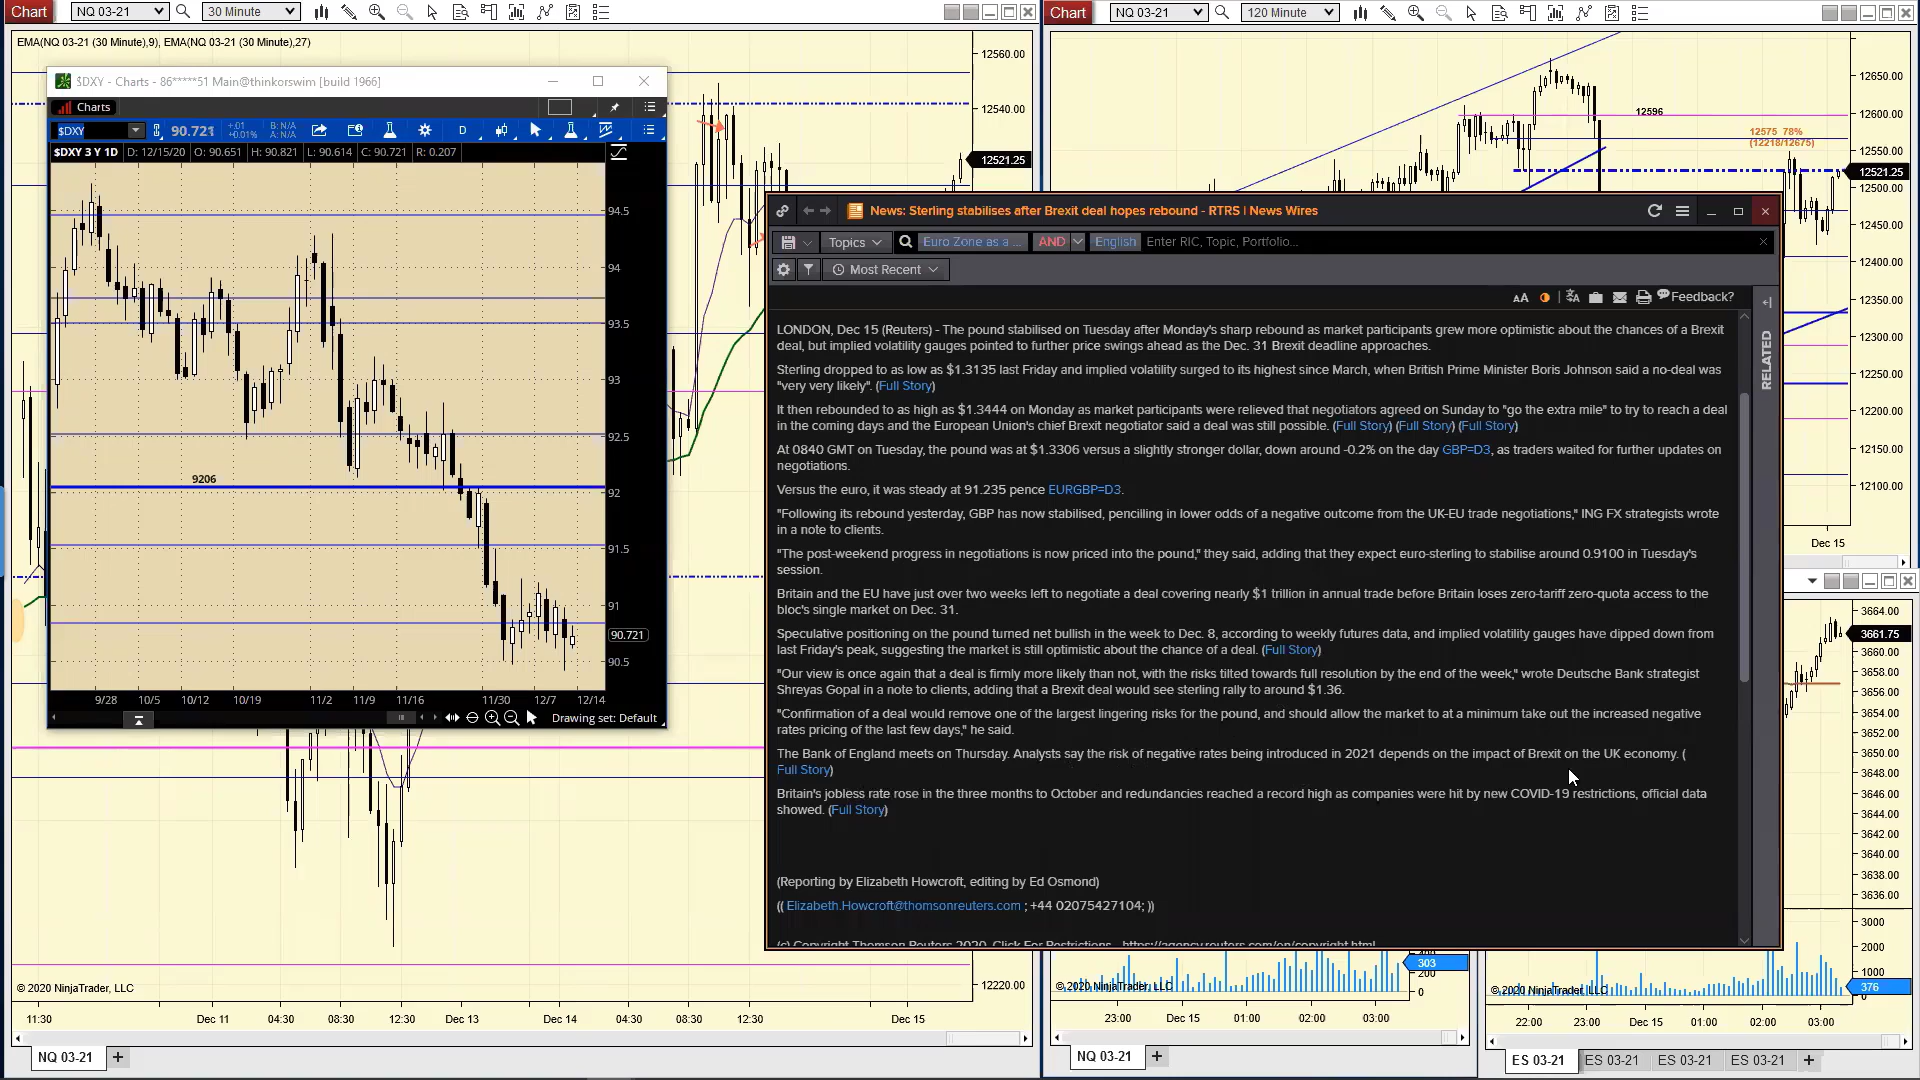 Chart
NQ 03-21
30 Minute
EMA(NQ 03-21 (30 Minute),9), EMA(NQ 03-21 (30 Minute),27)
12560.00
12540.00
12521.25
12220.00
© 2020 NinjaTrader, LLC
11:30
Dec 11
04:30
08:30
12:30
Dec 13
Dec 14
04:30
08:30
12:30
Dec 15
NQ 03-21
+
$DXY - Charts - 86*****51 Main@thinkorswim [build 1966]
Charts
$DXY
90.721
+.01
+0.01%
B: N/A
A: N/A
D
$DXY 3 Y 1D
D: 12/15/20
O: 90.651
H: 90.821
L: 90.614
C: 90.721
R: 0.207
94.5
94
93.5
93
92.5
9206
92
91.5
91
90.721
90.5
9/28
10/5
10/12
10/19
11/2
11/9
11/16
11/30
12/7
12/14
Drawing set: Default
Chart
NQ 03-21
120 Minute
12596
12575 78%
(12218/12675)
12650.00
12600.00
12550.00
12521.25
12500.00
12450.00
12400.00
12350.00
12300.00
12250.00
12200.00
12150.00
12100.00
Dec 15
News: Sterling stabilises after Brexit deal hopes rebound - RTRS | News Wires
Topics
Euro Zone as a ...
AND
English
Enter RIC, Topic, Portfolio...
Most Recent
AA
Feedback?
RELATED
LONDON, Dec 15 (Reuters) - The pound stabilised on Tuesday after Monday's sharp rebound as market participants grew more optimistic about the chances of a Brexit
deal, but implied volatility gauges pointed to further price swings ahead as the Dec. 31 Brexit deadline approaches.
Sterling dropped to as low as $1.3135 last Friday and implied volatility surged to its highest since March, when British Prime Minister Boris Johnson said a no-deal was
"very very likely". (Full Story)
It then rebounded to as high as $1.3444 on Monday as market participants were relieved that negotiators agreed on Sunday to "go the extra mile" to try to reach a deal
in the coming days and the European Union's chief Brexit negotiator said a deal was still possible. (Full Story) (Full Story) (Full Story)
At 0840 GMT on Tuesday, the pound was at $1.3306 versus a slightly stronger dollar, down around -0.2% on the day GBP=D3, as traders waited for further updates on
negotiations.
Versus the euro, it was steady at 91.235 pence EURGBP=D3.
"Following its rebound yesterday, GBP has now stabilised, pencilling in lower odds of a negative outcome from the UK-EU trade negotiations," ING FX strategists wrote
in a note to clients.
"The post-weekend progress in negotiations is now priced into the pound," they said, adding that they expect euro-sterling to stabilise around 0.9100 in Tuesday's
session.
Britain and the EU have just over two weeks left to negotiate a deal covering nearly $1 trillion in annual trade before Britain loses zero-tariff zero-quota access to the
bloc's single market on Dec. 31.
Speculative positioning on the pound turned net bullish in the week to Dec. 8, according to weekly futures data, and implied volatility gauges have dipped down from
last Friday's peak, suggesting the market is still optimistic about the chance of a deal. (Full Story)
"Our view is once again that a deal is firmly more likely than not, with the risks tilted towards full resolution by the end of the week," wrote Deutsche Bank strategist
Shreyas Gopal in a note to clients, adding that a Brexit deal would see sterling rally to around $1.36.
"Confirmation of a deal would remove one of the largest lingering risks for the pound, and should allow the market to at a minimum take out the increased negative
rates pricing of the last few days," he said.
The Bank of England meets on Thursday. Analysts say the risk of negative rates being introduced in 2021 depends on the impact of Brexit on the UK economy. (
Full Story)
Britain's jobless rate rose in the three months to October and redundancies reached a record high as companies were hit by new COVID-19 restrictions, official data
showed. (Full Story)
(Reporting by Elizabeth Howcroft, editing by Ed Osmond)
(( Elizabeth.Howcroft@thomsonreuters.com ; +44 02075427104; ))
(c) Copyright Thomson Reuters 2020. Click For Restrictions - https://agency.reuters.com/en/copyright.html
303
200
0
© 2020 NinjaTrader, LLC
23:00
Dec 15
01:00
02:00
03:00
NQ 03-21
+
3664.00
3661.75
3660.00
3658.00
3656.00
3654.00
3652.00
3650.00
3648.00
3646.00
3644.00
3642.00
3640.00
3638.00
3636.00
3000
2000
1000
376
0
© 2020 NinjaTrader, LLC
22:00
23:00
Dec 15
01:00
02:00
03:00
ES 03-21
ES 03-21
ES 03-21
ES 03-21
+